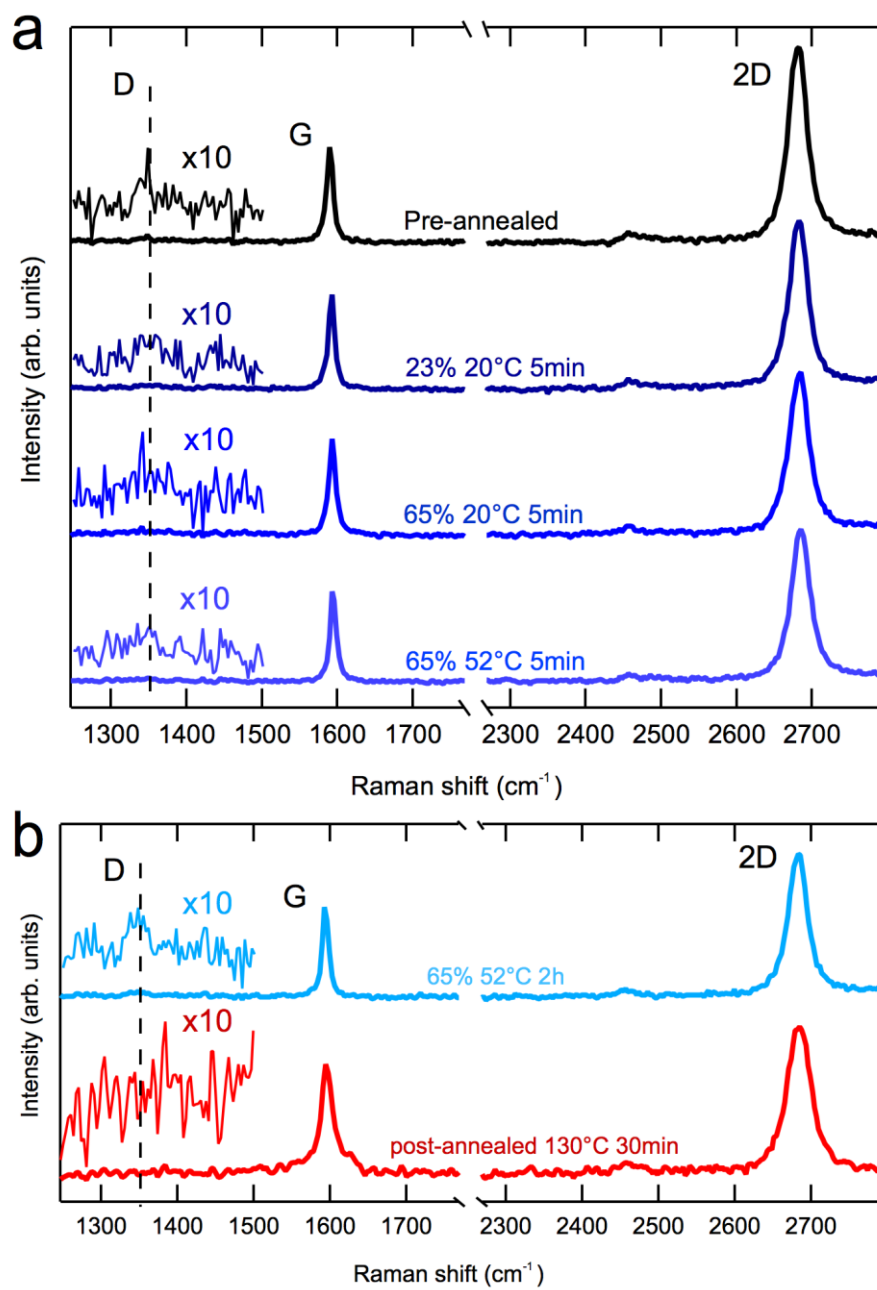 a
D
x10
G
2D
Pre-annealed
x10
23% 20°C 5min
x10
65% 20°C 5min
x10
65% 52°C 5min
Intensity (arb. units)
1300 1400 1500 1600 1700 2300 2400 2500 2600 2700
Raman shift (cm⁻¹)
b
D
x10
G
2D
65% 52°C 2h
x10
post-annealed 130°C 30min
Intensity (arb. units)
1300 1400 1500 1600 1700 2300 2400 2500 2600 2700
Raman shift (cm⁻¹)